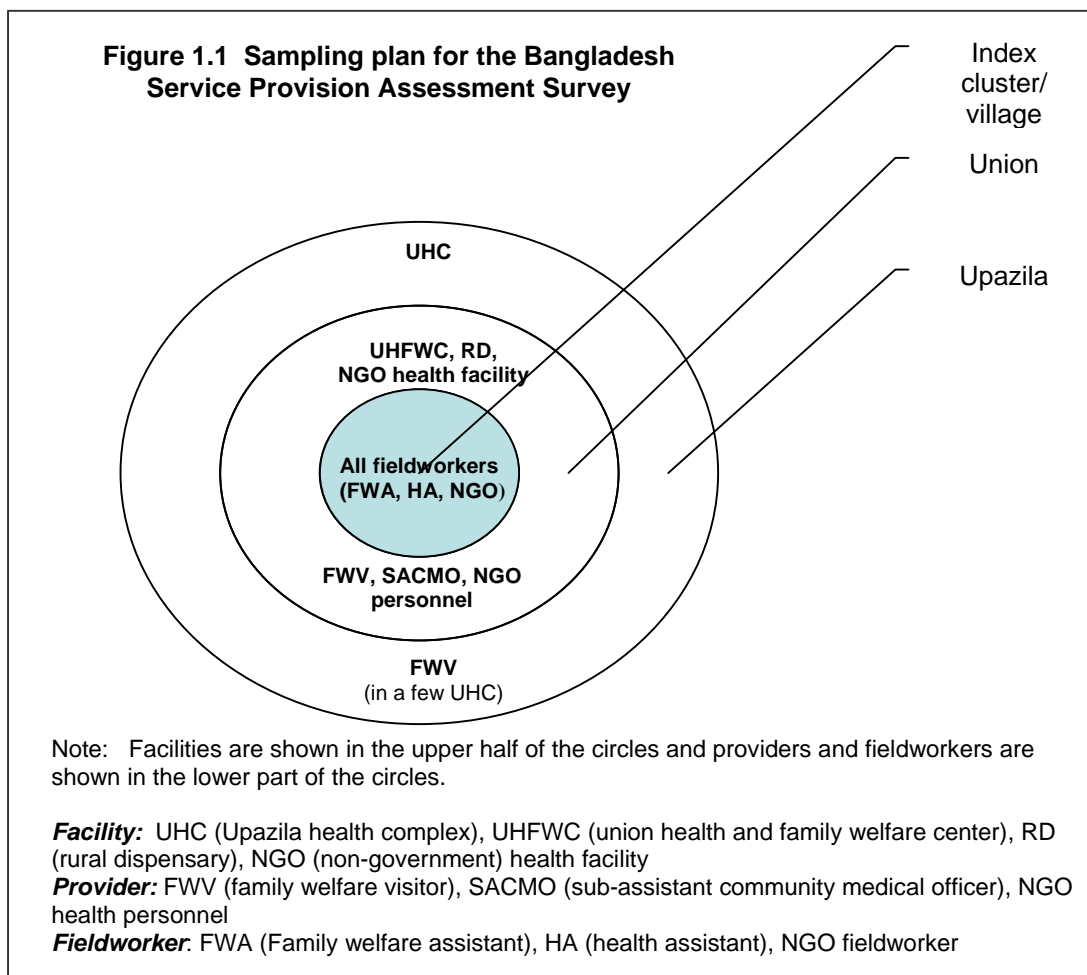 Figure 1.1 Sampling plan for the Bangladesh
Service Provision Assessment Survey
Index
cluster/
village
Union
Upazila
UHC
UHFWC, RD,
NGO health facility
All fieldworkers
(FWA, HA, NGO)
FWV, SACMO, NGO
personnel
FWV
(in a few UHC)
Note: Facilities are shown in the upper half of the circles and providers and fieldworkers are
shown in the lower part of the circles.
Facility: UHC (Upazila health complex), UHFWC (union health and family welfare center), RD
(rural dispensary), NGO (non-government) health facility
Provider: FWV (family welfare visitor), SACMO (sub-assistant community medical officer), NGO
health personnel
Fieldworker: FWA (Family welfare assistant), HA (health assistant), NGO fieldworker